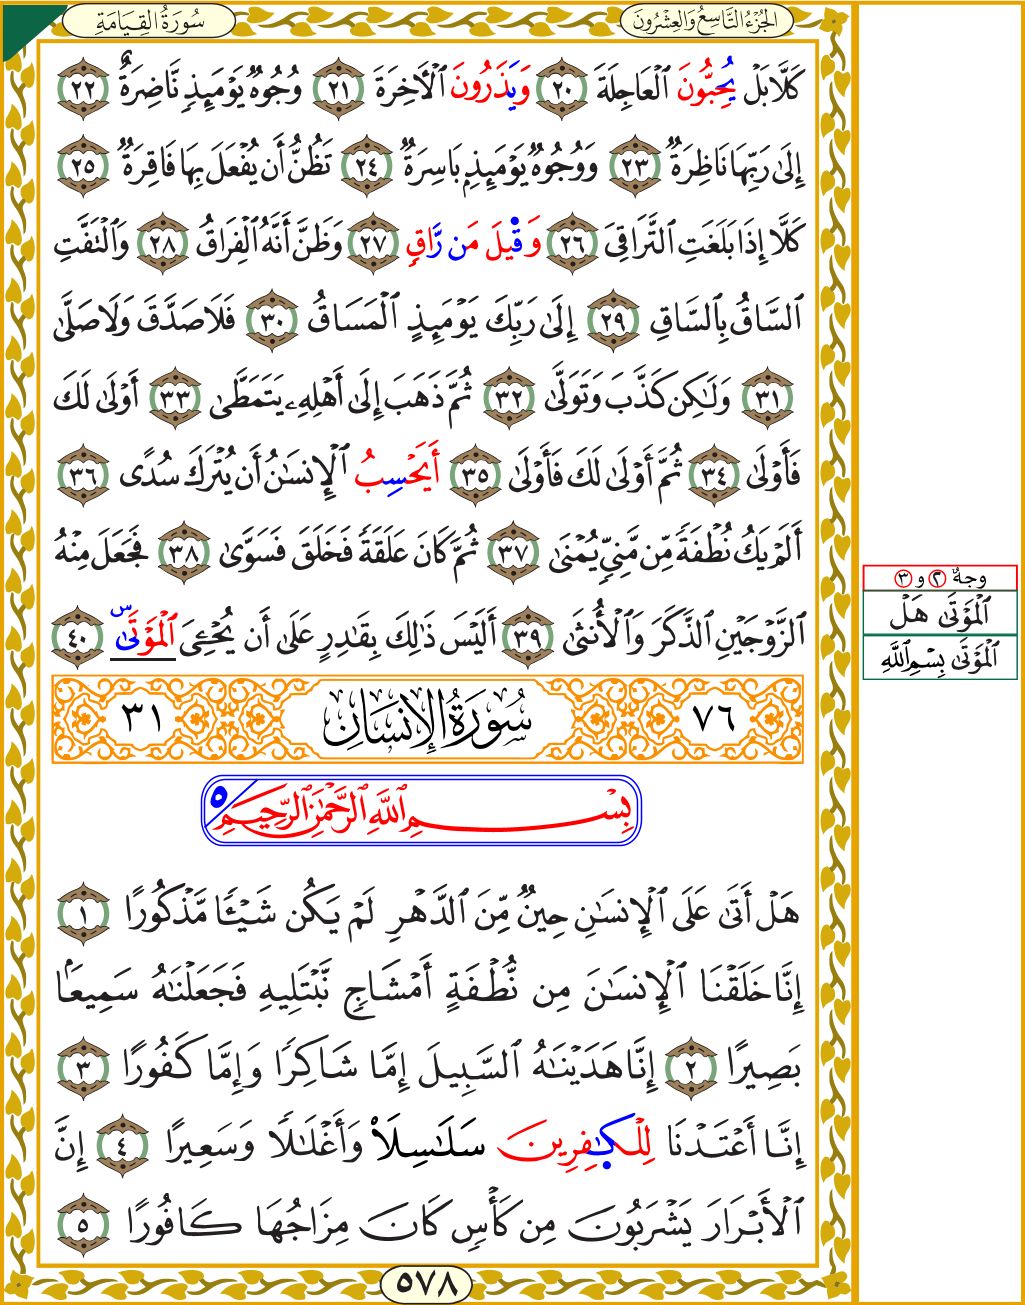 سُورَةُ القِيَامَةِ
الجُزْءُ التَّاسِعُ وَالعِشْرُونَ
كَلَّا بَلْ يُحِبُّونَ ٱلْعَاجِلَةَ ٢٠ وَيَذَرُونَ ٱلْأَخِرَةَ ٢١ وُجُوهٌ يَوْمَئِذٍ نَّاضِرَةٌ ٢٢
إِلَىٰ رَبِّهَا نَاظِرَةٌ ٢٣ وَوُجُوهٌ يَوْمَئِذٍ بَاسِرَةٌ ٢٤ تَظُنُّ أَن يُفْعَلَ بِهَا فَاقِرَةٌ ٢٥
كَلَّا إِذَا بَلَغَتِ ٱلتَّرَاقِيَ ٢٦ وَقِيلَ مَن رَّاقٍ ٢٧ وَظَنَّ أَنَّهُ ٱلْفِرَاقُ ٢٨ وَٱلْتَفَّتِ
ٱلسَّاقُ بِٱلسَّاقِ ٢٩ إِلَىٰ رَبِّكَ يَوْمَئِذٍ ٱلْمَسَاقُ ٣٠ فَلَا صَدَّقَ وَلَا صَلَّىٰ
٣١ وَلَٰكِن كَذَّبَ وَتَوَلَّىٰ ٣٢ ثُمَّ ذَهَبَ إِلَىٰ أَهْلِهِۦ يَتَمَطَّىٰ ٣٣ أَوْلَىٰ لَكَ
فَأَوْلَىٰ ٣٤ ثُمَّ أَوْلَىٰ لَكَ فَأَوْلَىٰ ٣٥ أَيَحْسِبُ ٱلْإِنسَٰنُ أَن يُتْرَكَ سُدًى ٣٦
أَلَمْ يَكُ نُطْفَةً مِّن مَّنِيٍّ يُمْنَىٰ ٣٧ ثُمَّ كَانَ عَلَقَةً فَخَلَقَ فَسَوَّىٰ ٣٨ فَجَعَلَ مِنْهُ
ٱلزَّوْجَيْنِ ٱلذَّكَرَ وَٱلْأُنثَىٰ ٣٩ أَلَيْسَ ذَٰلِكَ بِقَٰدِرٍ عَلَىٰ أَن يُحْـِۧيَ ٱلْمَوْتَىٰ س ٤٠
وجهُ ٢ و ٣
ٱلْمَوْتَىٰ هَلْ
ٱلْمَوْتَىٰ بِسْمِ ٱللَّهِ
٧٦ سُورَةُ الإِنسَانِ ٣١
بِسْمِ ٱللَّهِ ٱلرَّحْمَٰنِ ٱلرَّحِيمِ ٥
هَلْ أَتَىٰ عَلَى ٱلْإِنسَٰنِ حِينٌ مِّنَ ٱلدَّهْرِ لَمْ يَكُن شَيْـًٔا مَّذْكُورًا ١
إِنَّا خَلَقْنَا ٱلْإِنسَٰنَ مِن نُّطْفَةٍ أَمْشَاجٍ نَّبْتَلِيهِ فَجَعَلْنَٰهُ سَمِيعًۢا
بَصِيرًا ٢ إِنَّا هَدَيْنَٰهُ ٱلسَّبِيلَ إِمَّا شَاكِرًا وَإِمَّا كَفُورًا ٣
إِنَّا أَعْتَدْنَا لِلْكَٰفِرِينَ سَلَٰسِلَا۟ وَأَغْلَٰلًا وَسَعِيرًا ٤ إِنَّ
ٱلْأَبْرَارَ يَشْرَبُونَ مِن كَأْسٍ كَانَ مِزَاجُهَا كَافُورًا ٥
٥٧٨